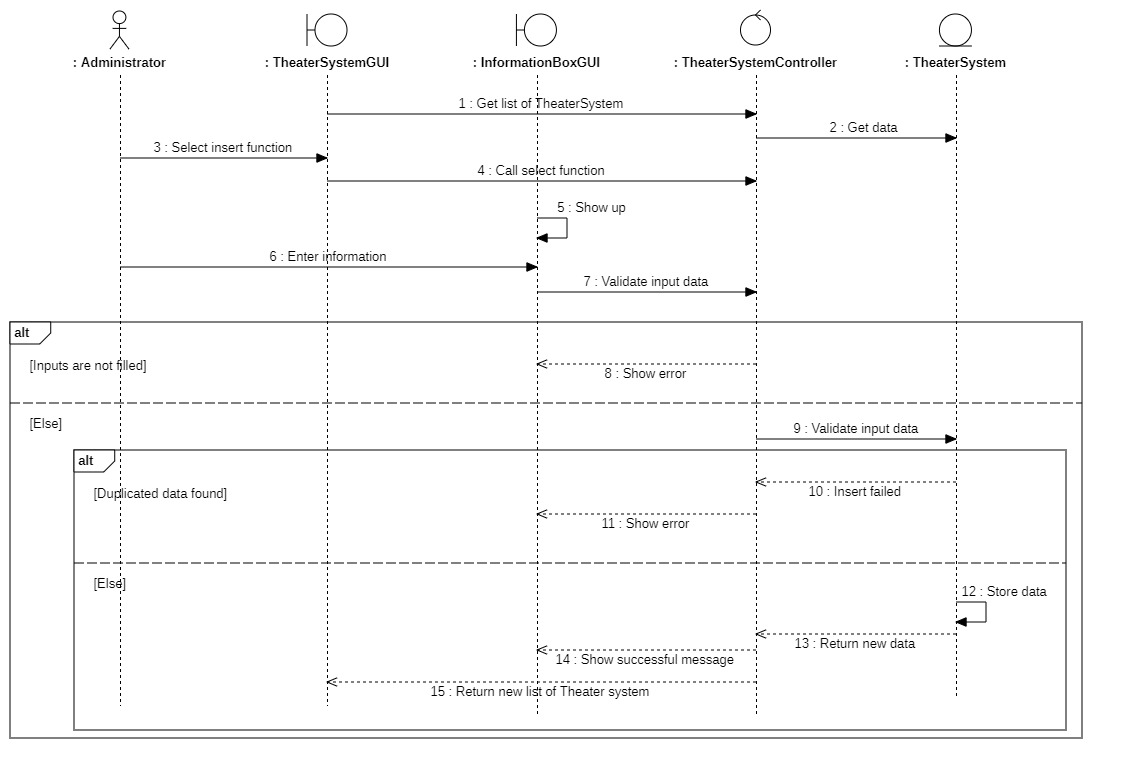 : Administrator
: TheaterSystemGUI
: InformationBoxGUI
: TheaterSystemController
: TheaterSystem
1 : Get list of TheaterSystem
2 : Get data
3 : Select insert function
4 : Call select function
5 : Show up
6 : Enter information
7 : Validate input data
alt
[Inputs are not filled]
8 : Show error
[Else]
9 : Validate input data
alt
[Duplicated data found]
10 : Insert failed
11 : Show error
[Else]
12 : Store data
13 : Return new data
14 : Show successful message
15 : Return new list of Theater system